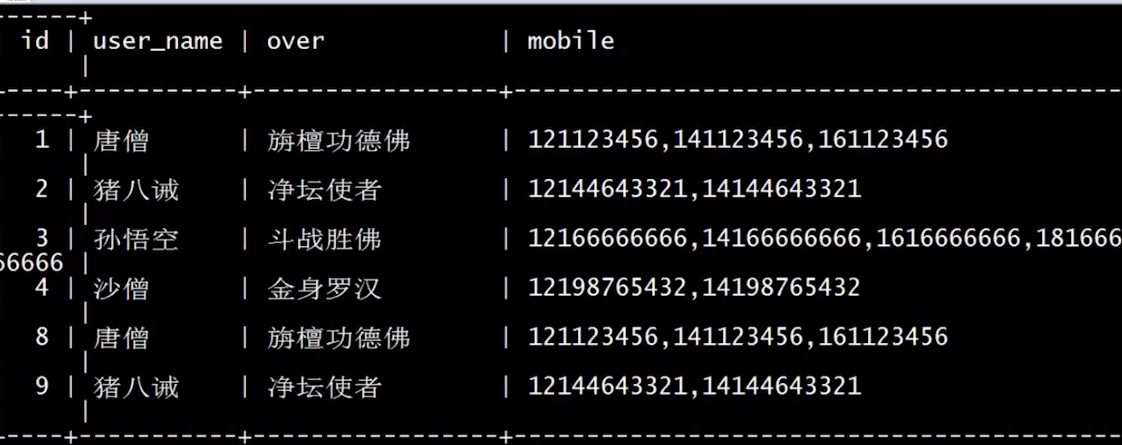 ------+
id | user_name | over | mobile
|
----+-----------+-----------------+------------------------------------------
------+
1 | 唐僧 | 旃檀功德佛 | 121123456,141123456,161123456
|
2 | 猪八诫 | 净坛使者 | 12144643321,14144643321
|
3 | 孙悟空 | 斗战胜佛 | 12166666666,14166666666,1616666666,181666
66666 |
4 | 沙僧 | 金身罗汉 | 12198765432,14198765432
|
8 | 唐僧 | 旃檀功德佛 | 121123456,141123456,161123456
|
9 | 猪八诫 | 净坛使者 | 12144643321,14144643321
|
----+-----------+-----------------+------------------------------------------